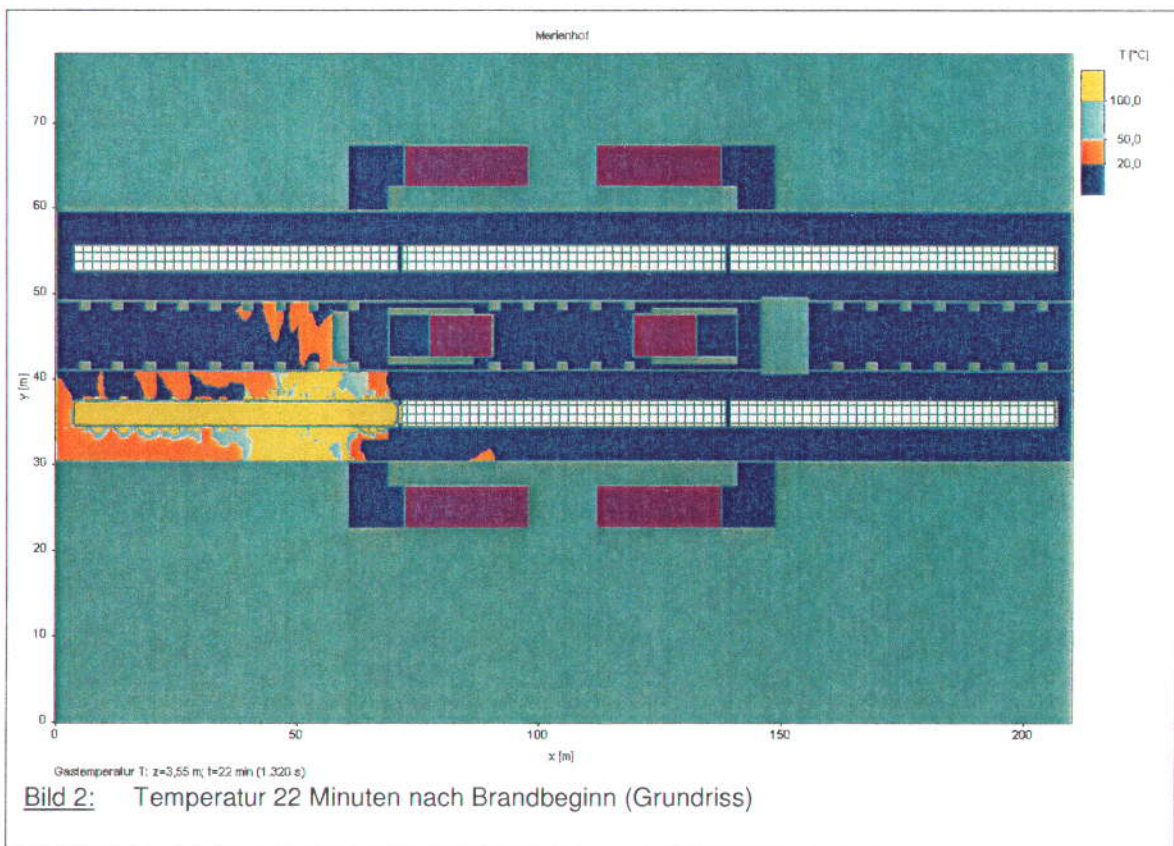 Marienhof
T [°C]
100,0
50,0
20,0
70
60
50
40
30
20
10
0
Y [m]
0 50 100 150 200
x [m]
Gastemperatur T: z=3,55 m; t=22 min (1.320 s)
Bild 2: Temperatur 22 Minuten nach Brandbeginn (Grundriss)